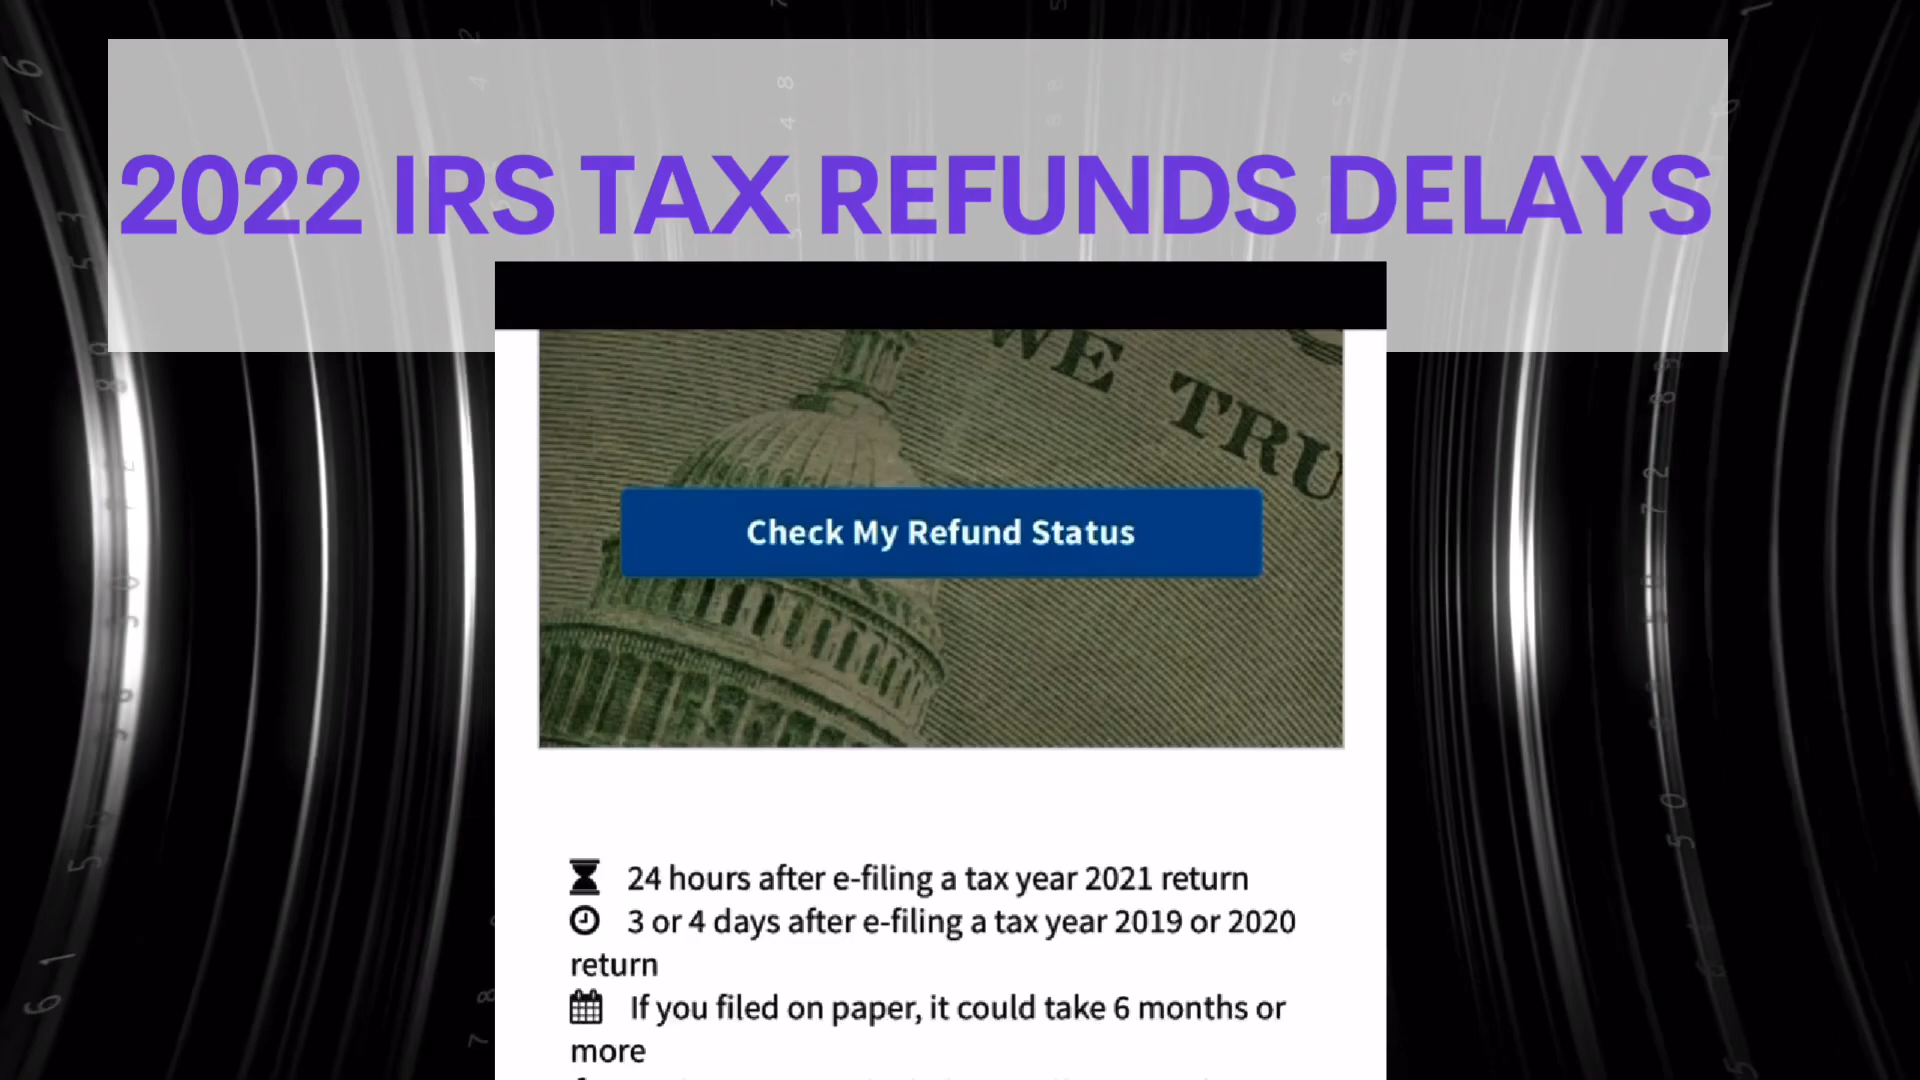 2022 IRS TAX REFUNDS DELAYS
WE TRU
Check My Refund Status
24 hours after e-filing a tax year 2021 return
3 or 4 days after e-filing a tax year 2019 or 2020
return
If you filed on paper, it could take 6 months or
more